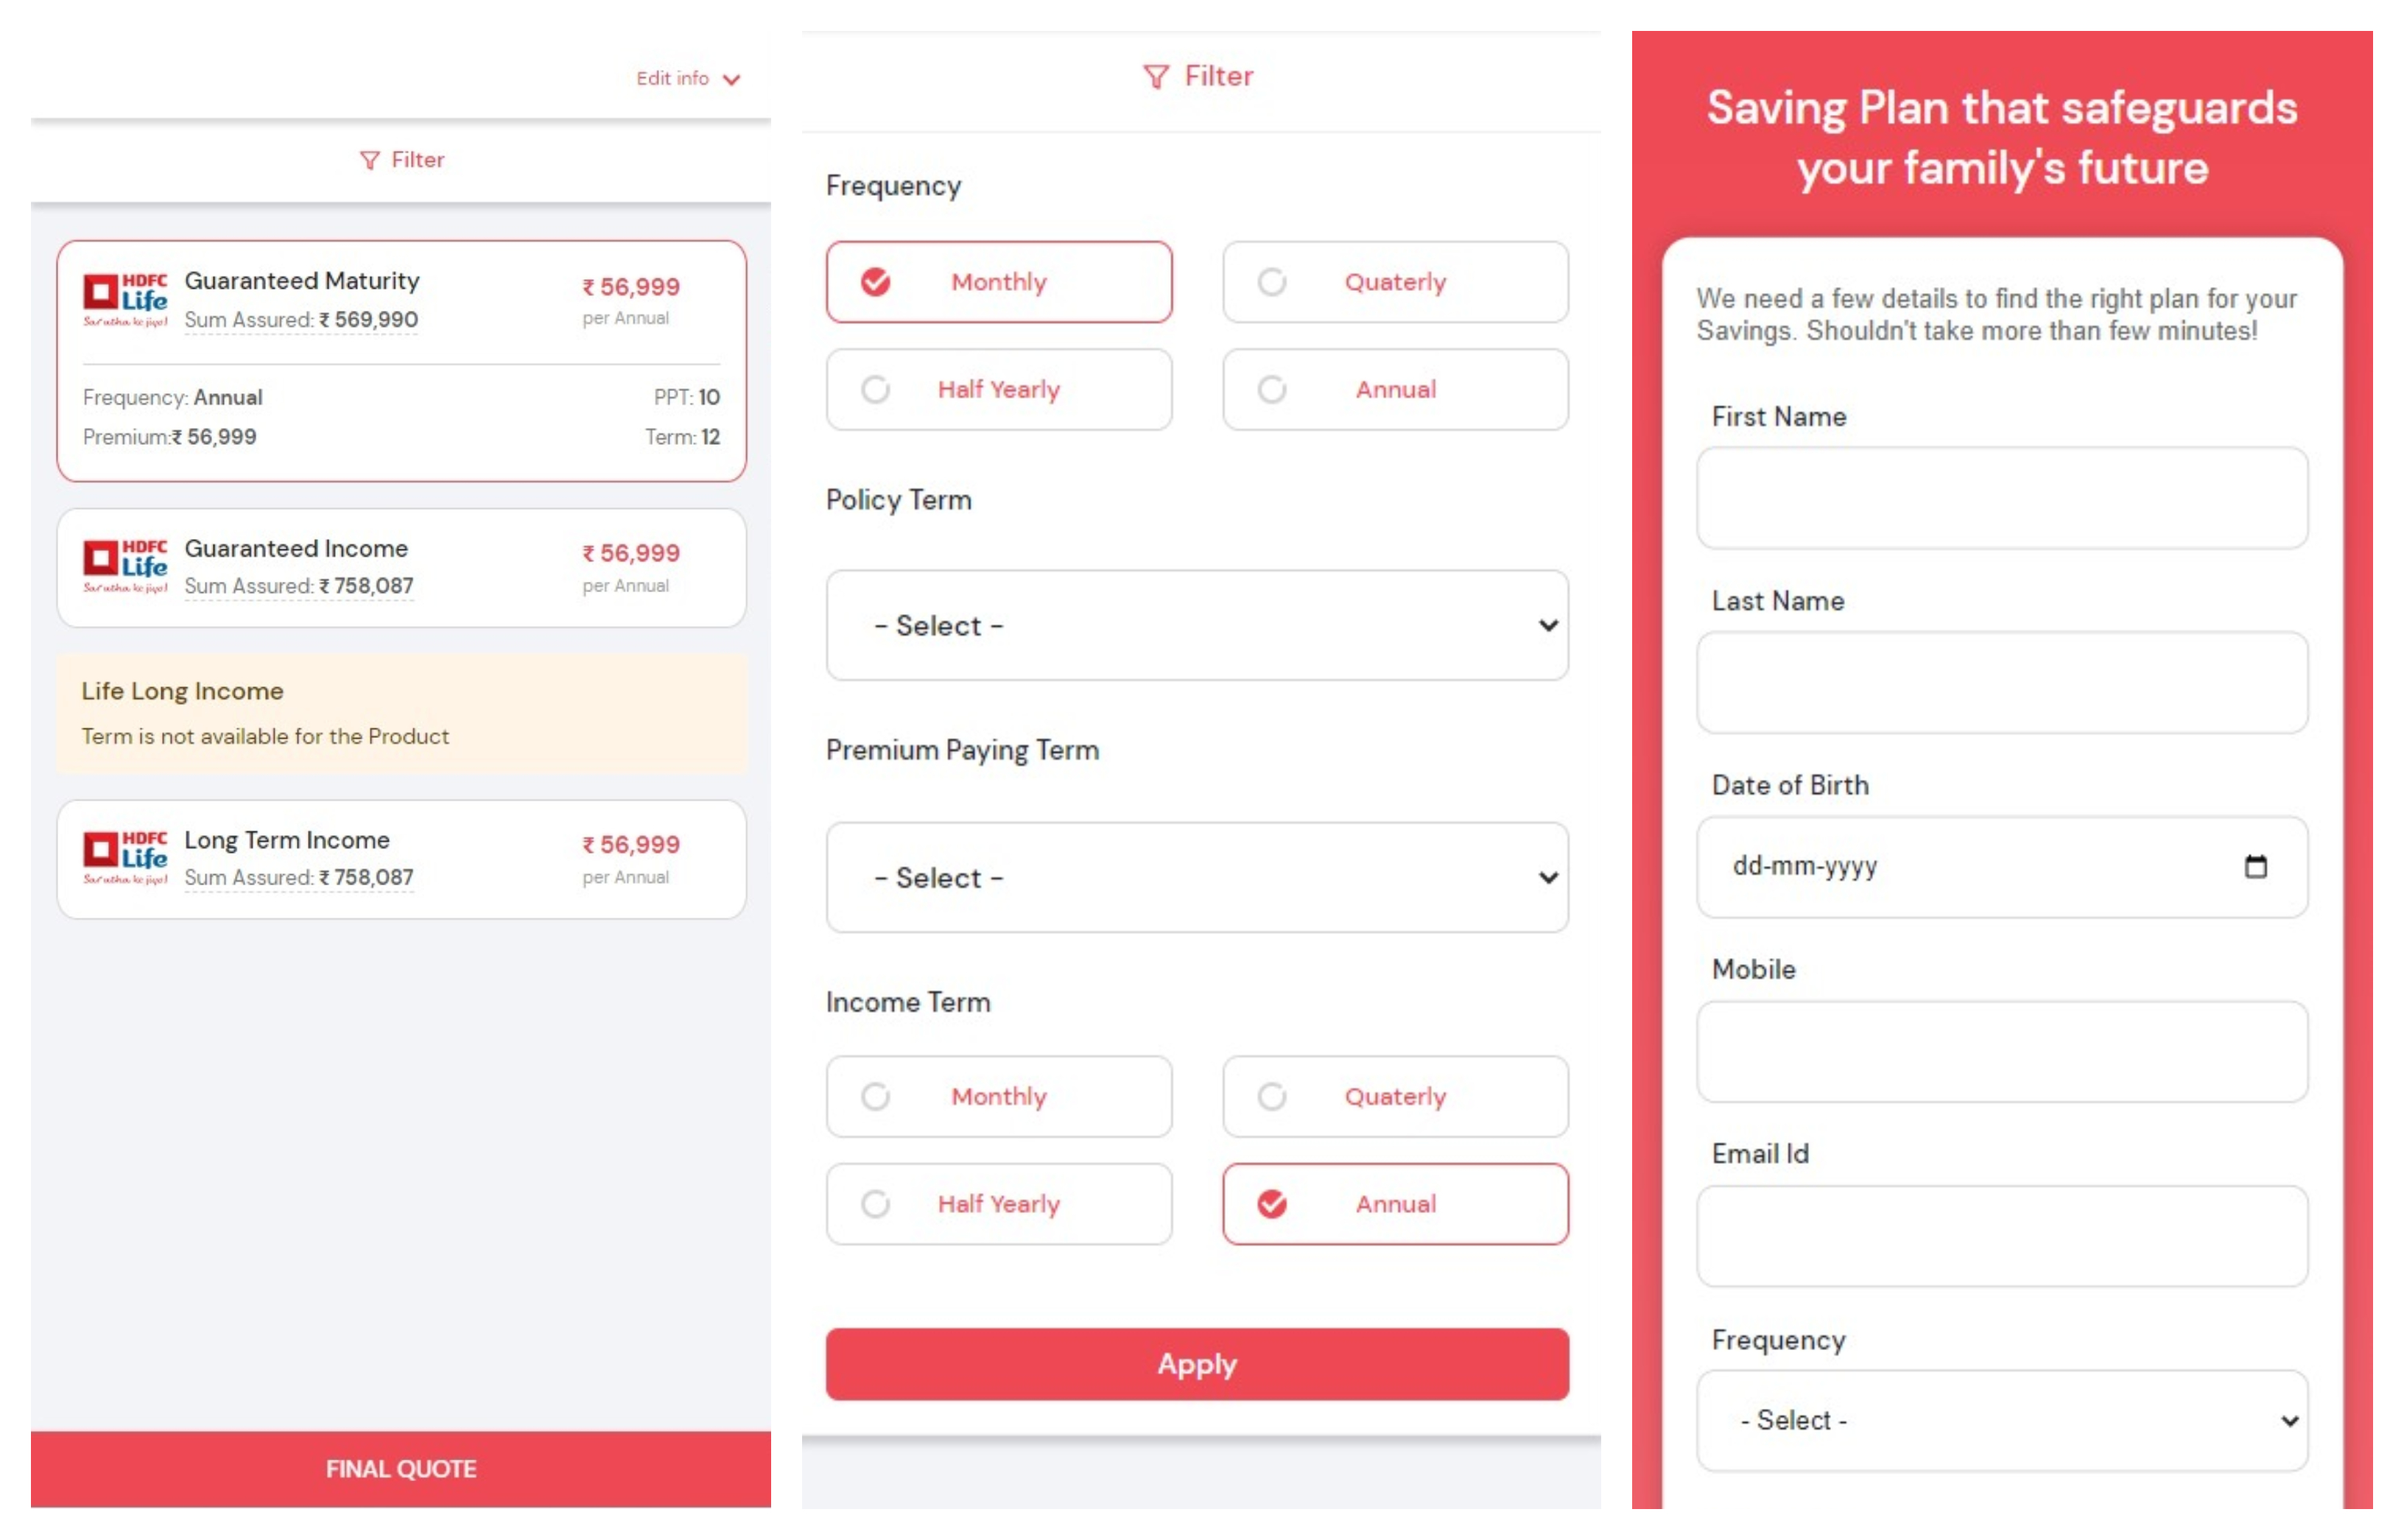 Edit info
Filter
HDFC
Life
Sar utha ke jiyo!
Guaranteed Maturity
Sum Assured: ₹ 569,990
₹ 56,999
per Annual
Frequency: Annual
PPT: 10
Premium:₹ 56,999
Term: 12
HDFC
Life
Sar utha ke jiyo!
Guaranteed Income
Sum Assured: ₹ 758,087
₹ 56,999
per Annual
Life Long Income
Term is not available for the Product
HDFC
Life
Sar utha ke jiyo!
Long Term Income
Sum Assured: ₹ 758,087
₹ 56,999
per Annual
FINAL QUOTE
Filter
Frequency
Monthly
Quaterly
Half Yearly
Annual
Policy Term
- Select -
Premium Paying Term
- Select -
Income Term
Monthly
Quaterly
Half Yearly
Annual
Apply
Saving Plan that safeguards
your family's future
We need a few details to find the right plan for your
Savings. Shouldn't take more than few minutes!
First Name
Last Name
Date of Birth
dd-mm-yyyy
Mobile
Email Id
Frequency
- Select -